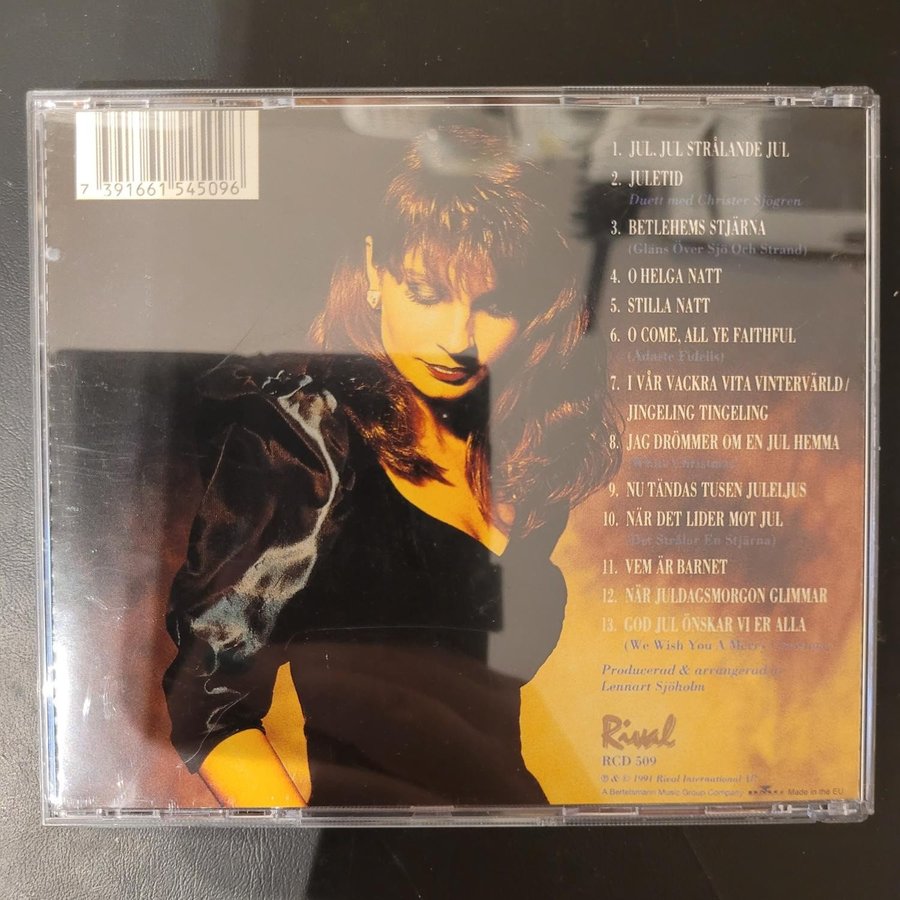 7 391661 545096
1. JUL, JUL STRÅLANDE JUL
2. JULETID
Duett med Christer Sjögren
3. BETLEHEMS STJÄRNA
(Gläns Över Sjö Och Strand)
4. O HELGA NATT
5. STILLA NATT
6. O COME, ALL YE FAITHFUL
(Adaste Fidelis)
7. I VÅR VACKRA VITA VINTERVÄRLD /
JINGELING TINGELING
8. JAG DRÖMMER OM EN JUL HEMMA
(White Christmas)
9. NU TÄNDAS TUSEN JULELJUS
10. NÄR DET LIDER MOT JUL
(Det Strålar En Stjärna)
11. VEM ÄR BARNET
12. NÄR JULDAGSMORGON GLIMMAR
13. GOD JUL ÖNSKAR VI ER ALLA
(We Wish You A Merry Christmas)
Producerad & arrangerad av
Lennart Sjöholm
Rival
RCD 509
℗ & © 1991 Rival International
A Bertelsmann Music Group Company BMG Made in the EU